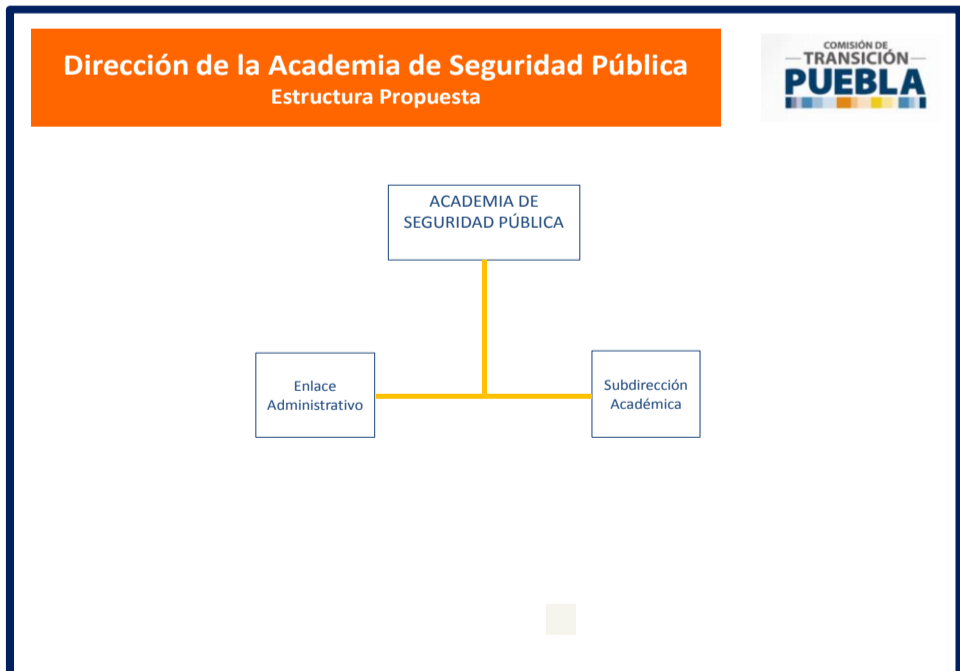 Dirección de la Academia de Seguridad Pública
Estructura Propuesta
COMISIÓN DE
TRANSICIÓN
PUEBLA
ACADEMIA DE
SEGURIDAD PÚBLICA
Enlace
Administrativo
Subdirección
Académica